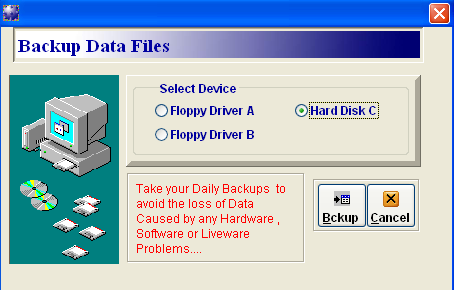 Backup Data Files
Select Device
Floppy Driver A
Hard Disk C
Floppy Driver B
Take your Daily Backups to
avoid the loss of Data
Caused by any Hardware ,
Software or Liveware
Problems....
Bckup
Cancel